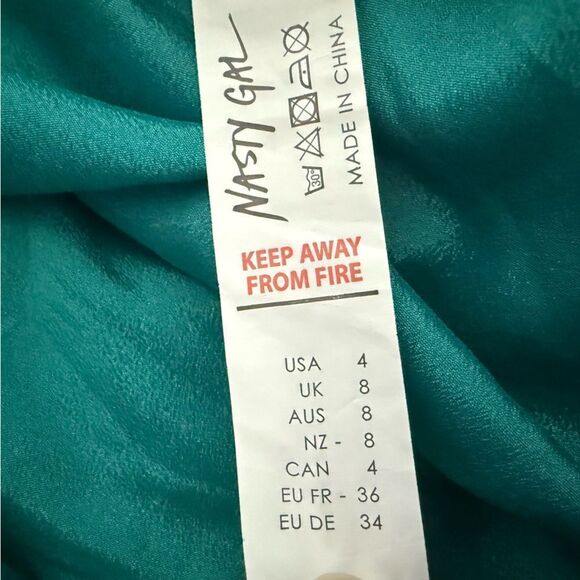 NASTY GAL
30°
MADE IN CHINA
KEEP AWAY
FROM FIRE
USA 4
UK 8
AUS 8
NZ - 8
CAN 4
EU FR - 36
EU DE 34